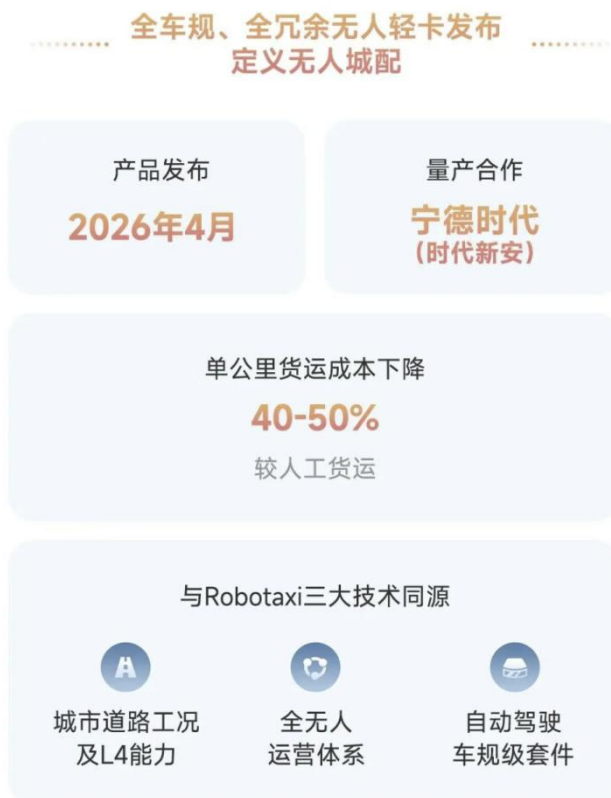 全车规、全冗余无人轻卡发布
定义无人城配
产品发布
2026年4月
量产合作
宁德时代
(时代新安)
单公里货运成本下降
40-50%
较人工货运
与Robotaxi三大技术同源
城市道路工况
及L4能力
全无人
运营体系
自动驾驶
车规级套件